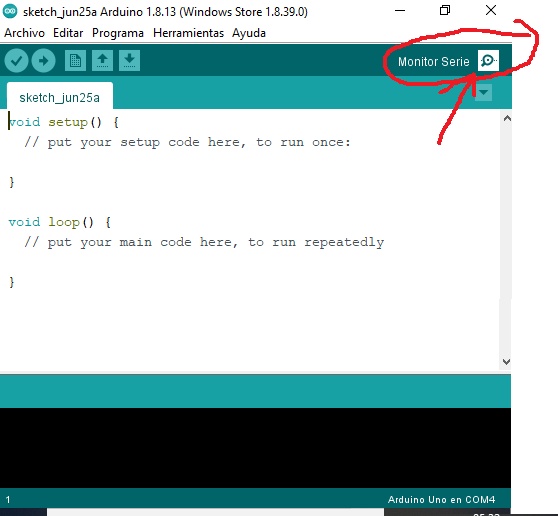 sketch_jun25a Arduino 1.8.13 (Windows Store 1.8.39.0)
Archivo Editar Programa Herramientas Ayuda
Monitor Serie
sketch_jun25a
void setup() {
  // put your setup code here, to run once:
}
void loop() {
  // put your main code here, to run repeatedly
}
1
Arduino Uno en COM4